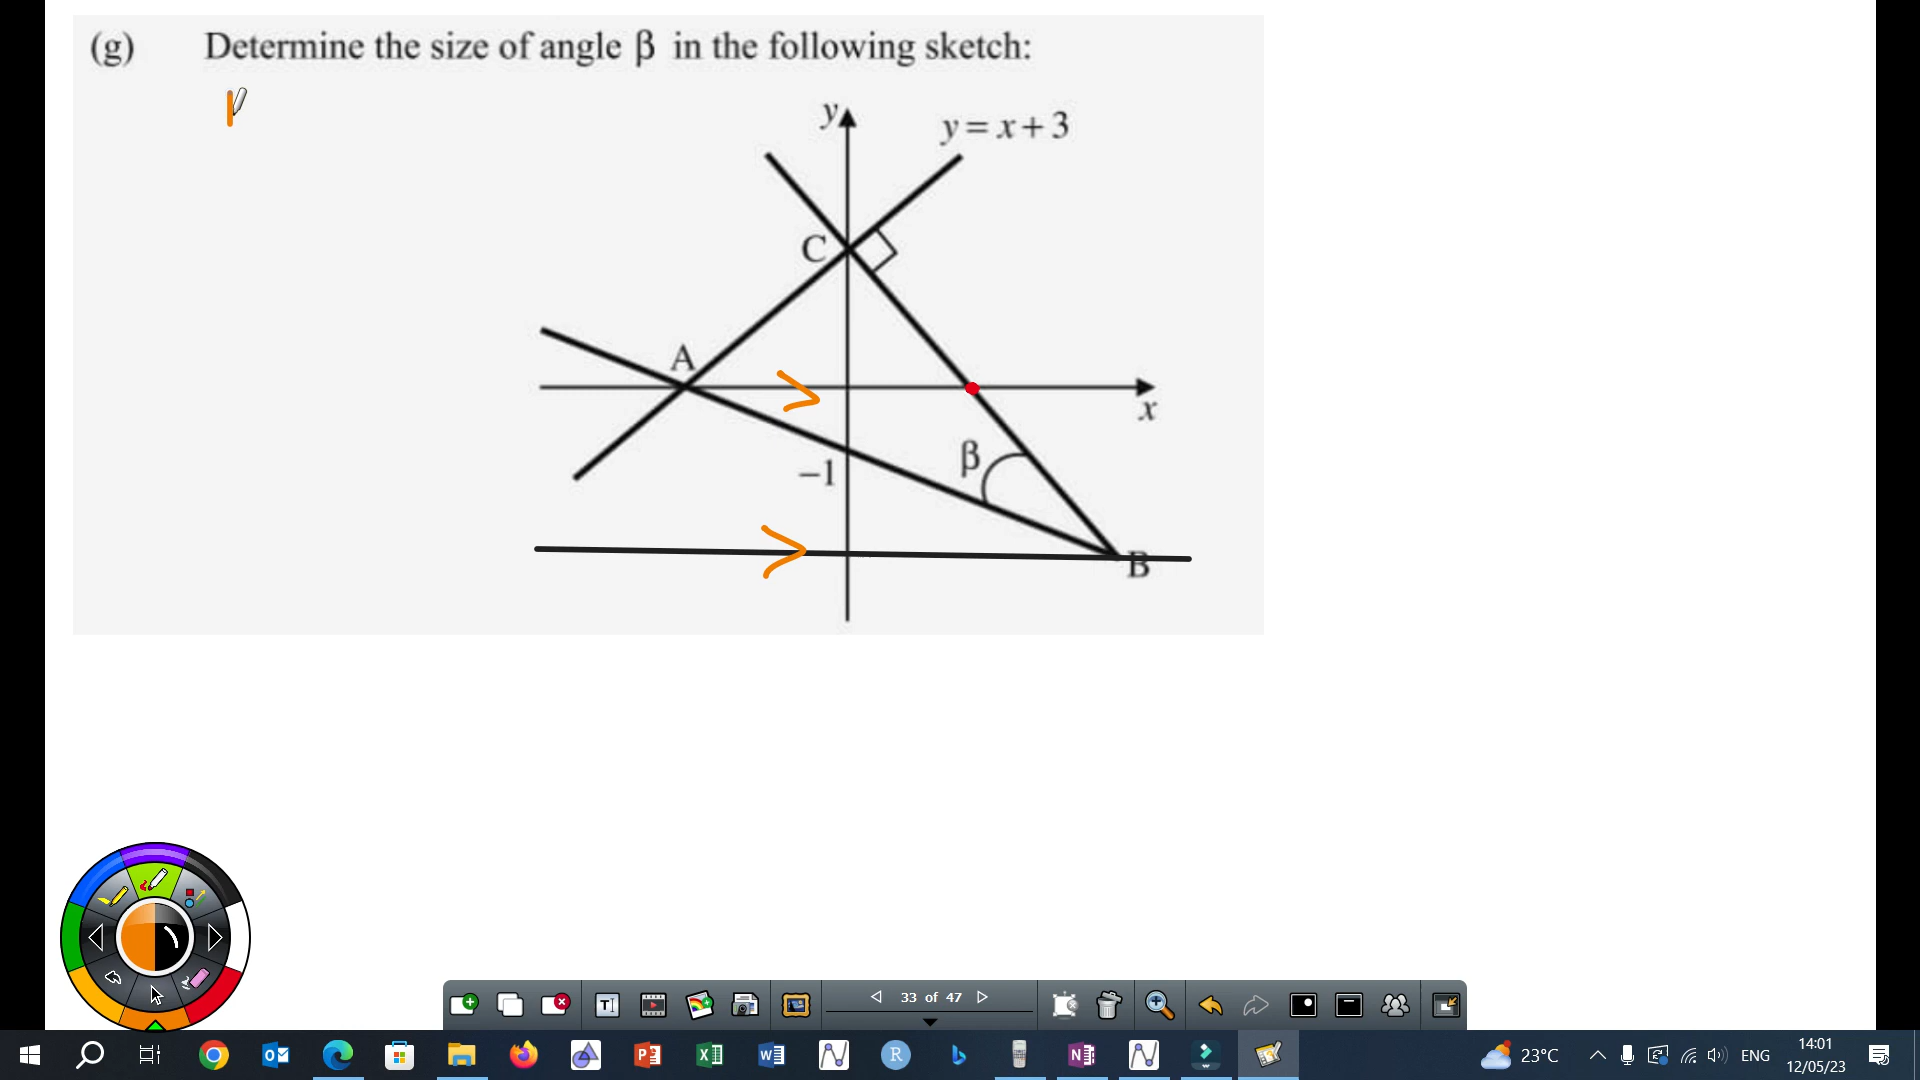 (g) Determine the size of angle β in the following sketch:
y
y = x + 3
C
A
x
β
−1
B
33 of 47
23°C
ENG
14:01
12/05/23